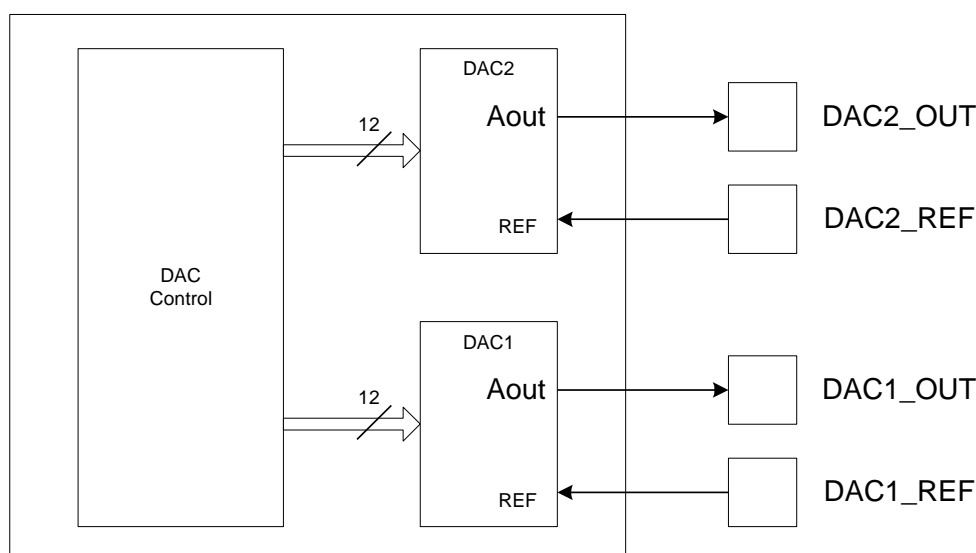 DAC2
Aout
12
DAC2_OUT
REF
DAC2_REF
DAC
Control
DAC1
Aout
12
DAC1_OUT
REF
DAC1_REF